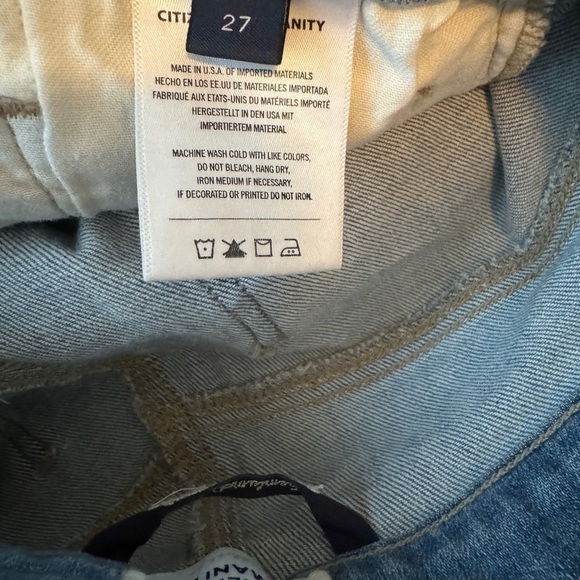 CITIZ ANITY
27
MADE IN U.S.A. OF IMPORTED MATERIALS
HECHO EN LOS EE.UU DE MATERIALES IMPORTADA
FABRIQUÉ AUX ETATS-UNIS DU MATÉRIELS IMPORTÉ
HERGESTELLT IN DEN USA MIT
IMPORTIERTEM MATERIAL
MACHINE WASH COLD WITH LIKE COLORS,
DO NOT BLEACH, HANG DRY,
IRON MEDIUM IF NECESSARY,
IF DECORATED OR PRINTED DO NOT IRON.